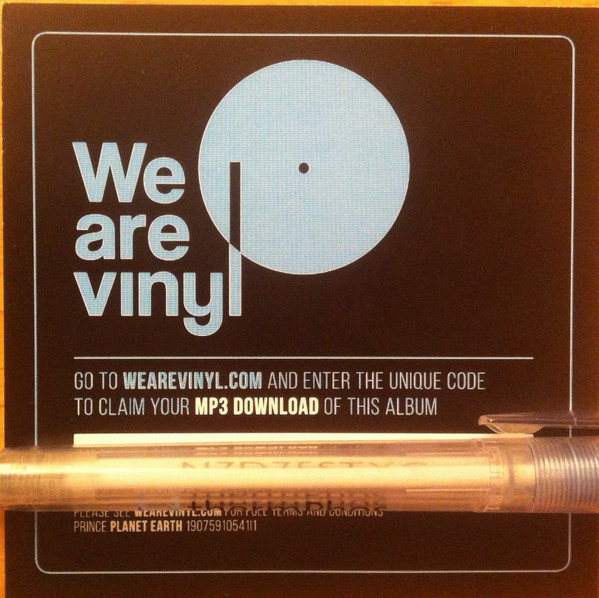 We
are
vinyl
GO TO WEAREVINYL.COM AND ENTER THE UNIQUE CODE
TO CLAIM YOUR MP3 DOWNLOAD OF THIS ALBUM
PLEASE SEE WEAREVINYL.COM FOR FULL TERMS AND CONDITIONS
PRINCE PLANET EARTH 19075910541|1